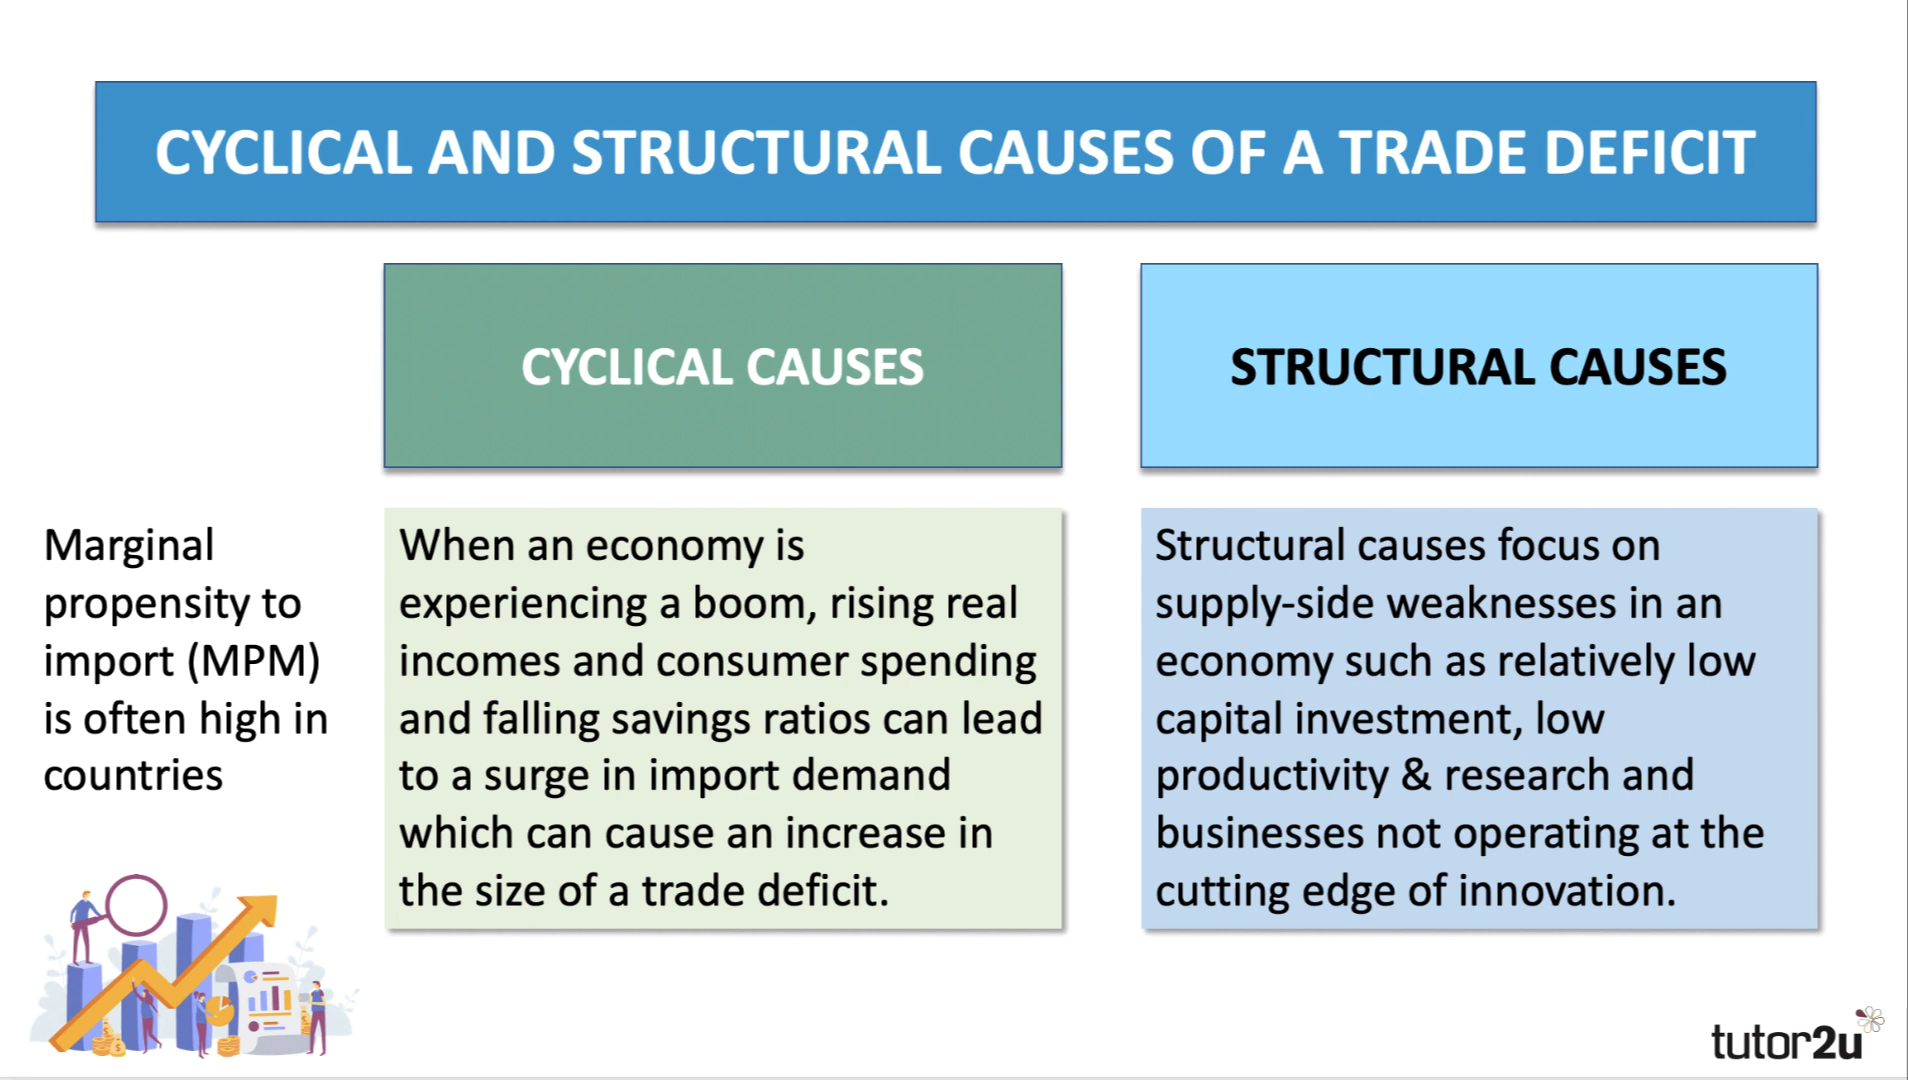 CYCLICAL AND STRUCTURAL CAUSES OF A TRADE DEFICIT
CYCLICAL CAUSES
STRUCTURAL CAUSES
Marginal
propensity to
import (MPM)
is often high in
countries
When an economy is
experiencing a boom, rising real
incomes and consumer spending
and falling savings ratios can lead
to a surge in import demand
which can cause an increase in
the size of a trade deficit.
Structural causes focus on
supply-side weaknesses in an
economy such as relatively low
capital investment, low
productivity & research and
businesses not operating at the
cutting edge of innovation.
tutor2u